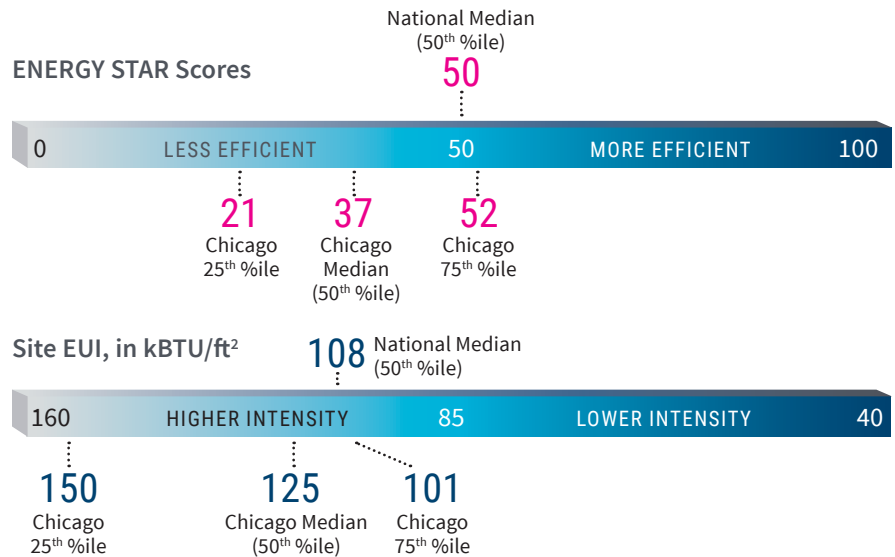 National Median
(50th %ile)
ENERGY STAR Scores
50
0 LESS EFFICIENT 50 MORE EFFICIENT 100
21 37 52
Chicago Chicago Chicago
25th %ile Median 75th %ile
(50th %ile)
Site EUI, in kBTU/ft²
108 National Median
(50th %ile)
160 HIGHER INTENSITY 85 LOWER INTENSITY 40
150 125 101
Chicago Chicago Median Chicago
25th %ile (50th %ile) 75th %ile